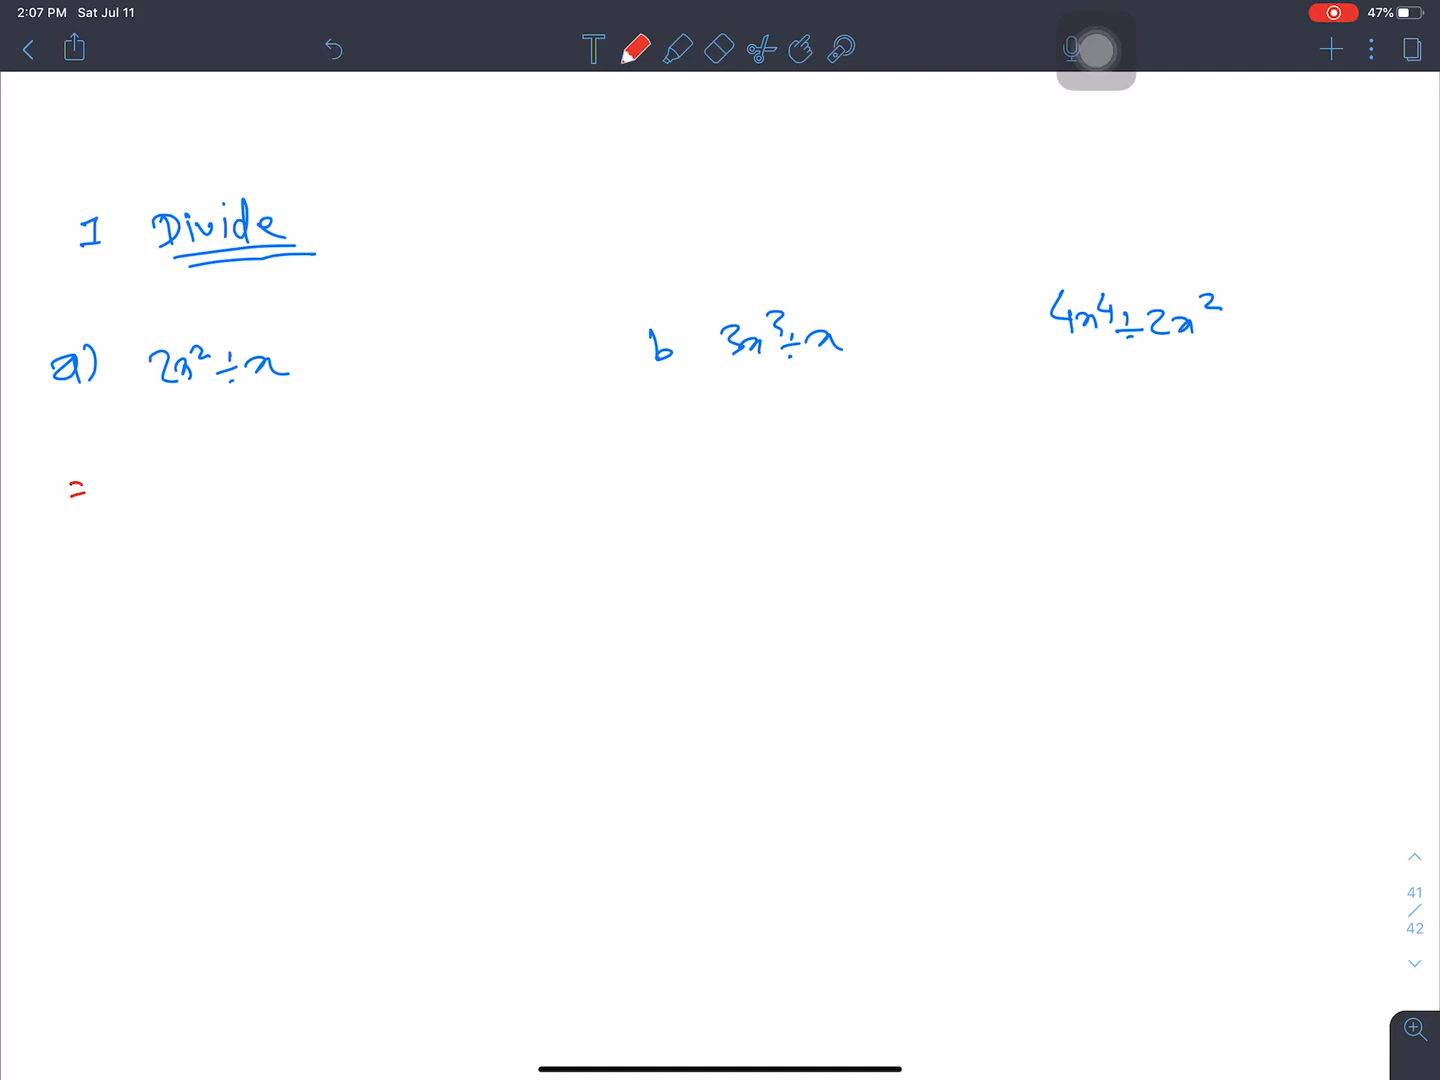 2:07 PM Sat Jul 11
47%
T
1 Divide
a) 2x² ÷ x
b 3x³ ÷ x
4x⁴ ÷ 2x²
=
41
/
42